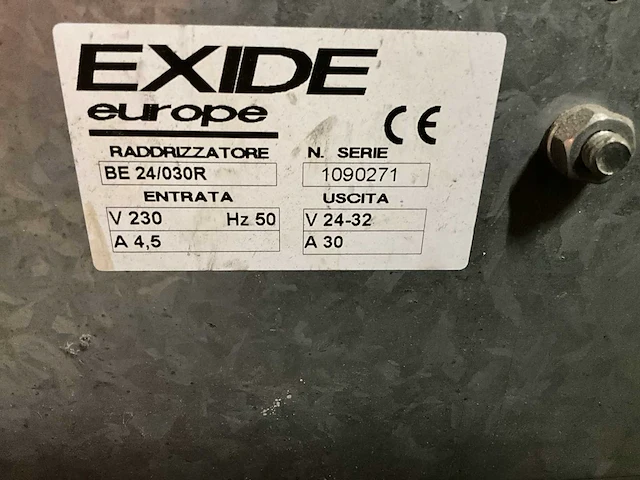 EXIDE
europe
CE
RADDRIZZATORE N. SERIE
BE 24/030R 1090271
ENTRATA USCITA
V 230 Hz 50 V 24-32
A 4,5 A 30